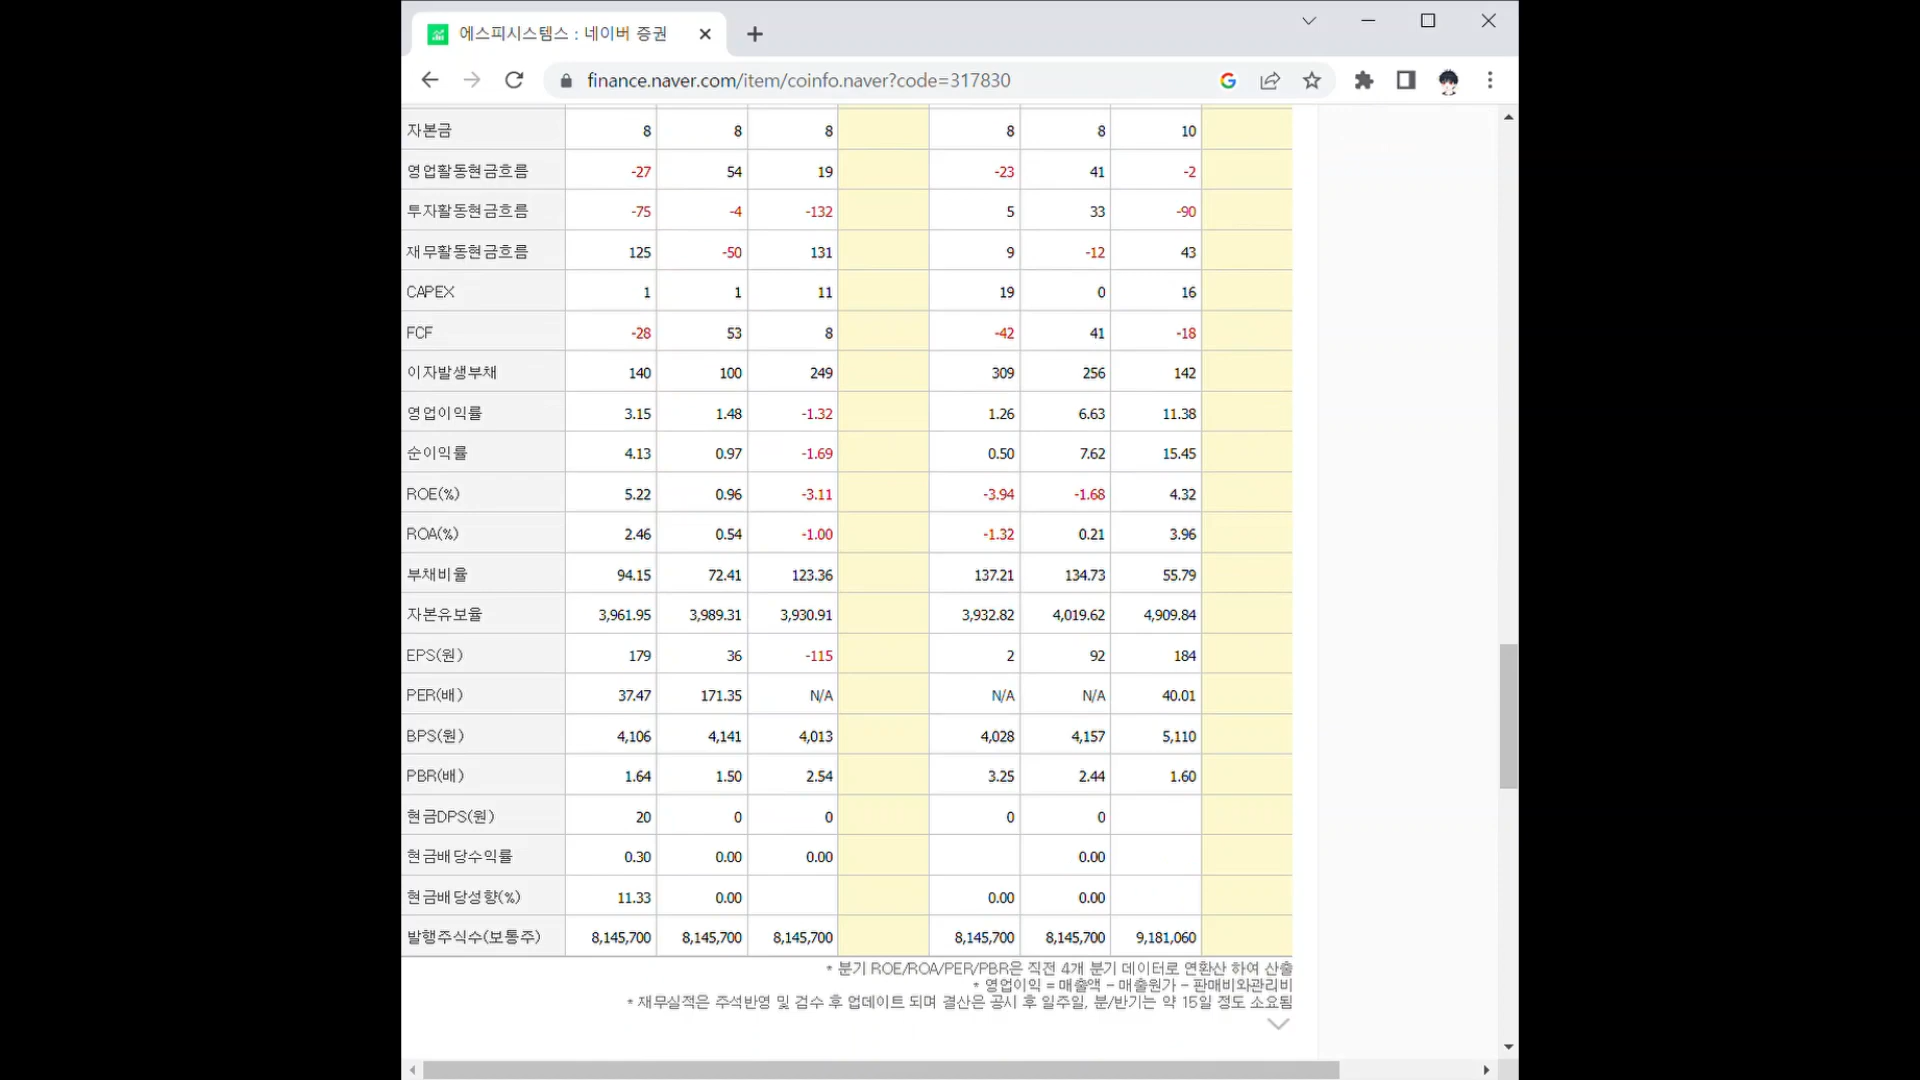 에스피시스템스 : 네이버 증권
finance.naver.com/item/coinfo.naver?code=317830
자본금 8 8 8 8 8 10
영업활동현금흐름 -27 54 19 -23 41 -2
투자활동현금흐름 -75 -4 -132 5 33 -90
재무활동현금흐름 125 -50 131 9 -12 43
CAPEX 1 1 11 19 0 16
FCF -28 53 8 -42 41 -18
이자발생부채 140 100 249 309 256 142
영업이익률 3.15 1.48 -1.32 1.26 6.63 11.38
순이익률 4.13 0.97 -1.69 0.50 7.62 15.45
ROE(%) 5.22 0.96 -3.11 -3.94 -1.68 4.32
ROA(%) 2.46 0.54 -1.00 -1.32 0.21 3.96
부채비율 94.15 72.41 123.36 137.21 134.73 55.79
자본유보율 3,961.95 3,989.31 3,930.91 3,932.82 4,019.62 4,909.84
EPS(원) 179 36 -115 2 92 184
PER(배) 37.47 171.35 N/A N/A N/A 40.01
BPS(원) 4,106 4,141 4,013 4,028 4,157 5,110
PBR(배) 1.64 1.50 2.54 3.25 2.44 1.60
현금DPS(원) 20 0 0 0 0
현금배당수익률 0.30 0.00 0.00 0.00
현금배당성향(%) 11.33 0.00 0.00 0.00
발행주식수(보통주) 8,145,700 8,145,700 8,145,700 8,145,700 8,145,700 9,181,060
* 분기 ROE/ROA/PER/PBR은 직전 4개 분기 데이터로 연환산 하여 산출
* 영업이익 = 매출액 - 매출원가 - 판매비와관리비
* 재무실적은 주석반영 및 검수 후 업데이트 되며 결산은 공시 후 일주일, 분/반기는 약 15일 정도 소요됨